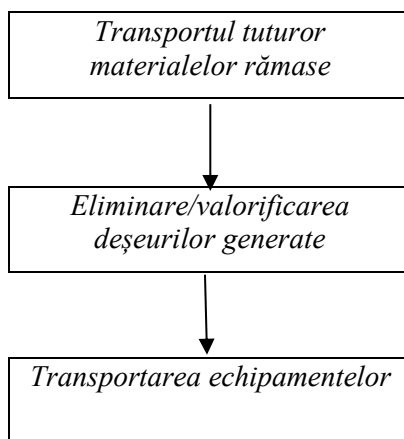 Transportul tuturor
materialelor rămase
Eliminare/valorificarea
deșeurilor generate
Transportarea echipamentelor